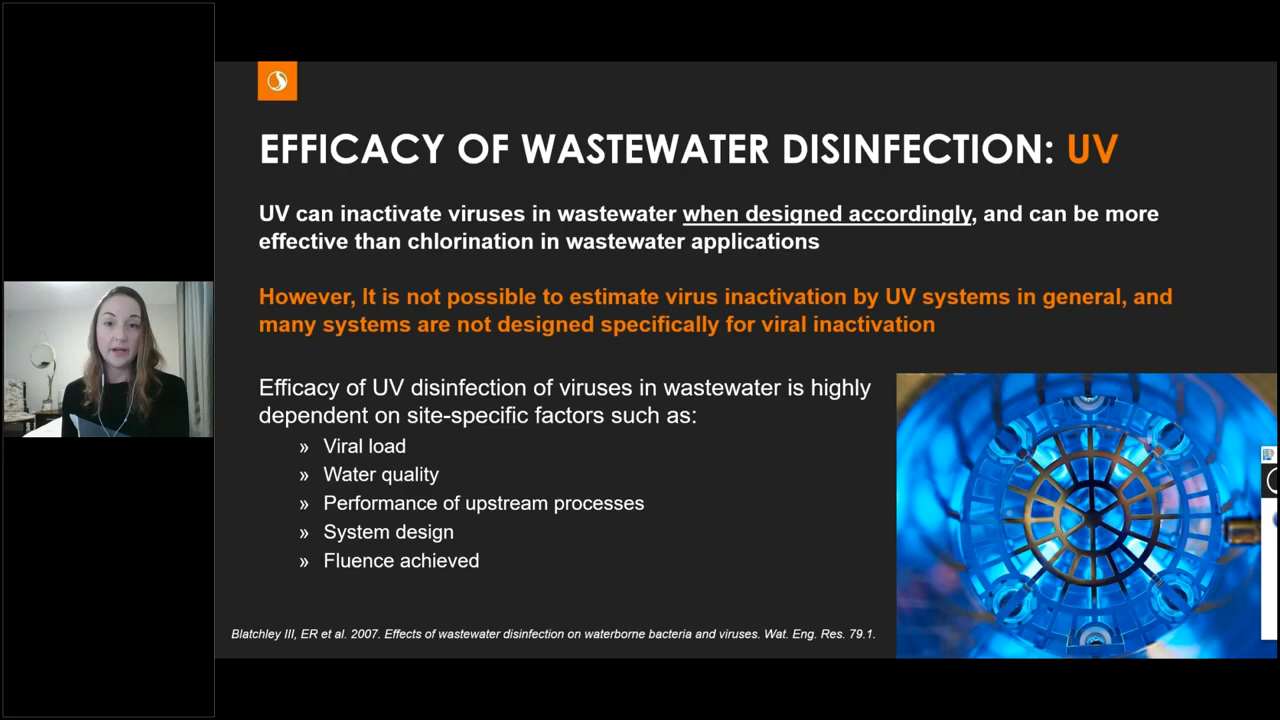 EFFICACY OF WASTEWATER DISINFECTION: UV
UV can inactivate viruses in wastewater when designed accordingly, and can be more
effective than chlorination in wastewater applications
However, It is not possible to estimate virus inactivation by UV systems in general, and
many systems are not designed specifically for viral inactivation
Efficacy of UV disinfection of viruses in wastewater is highly
dependent on site-specific factors such as:
» Viral load
» Water quality
» Performance of upstream processes
» System design
» Fluence achieved
Blatchley III, ER et al. 2007. Effects of wastewater disinfection on waterborne bacteria and viruses. Wat. Eng. Res. 79.1.